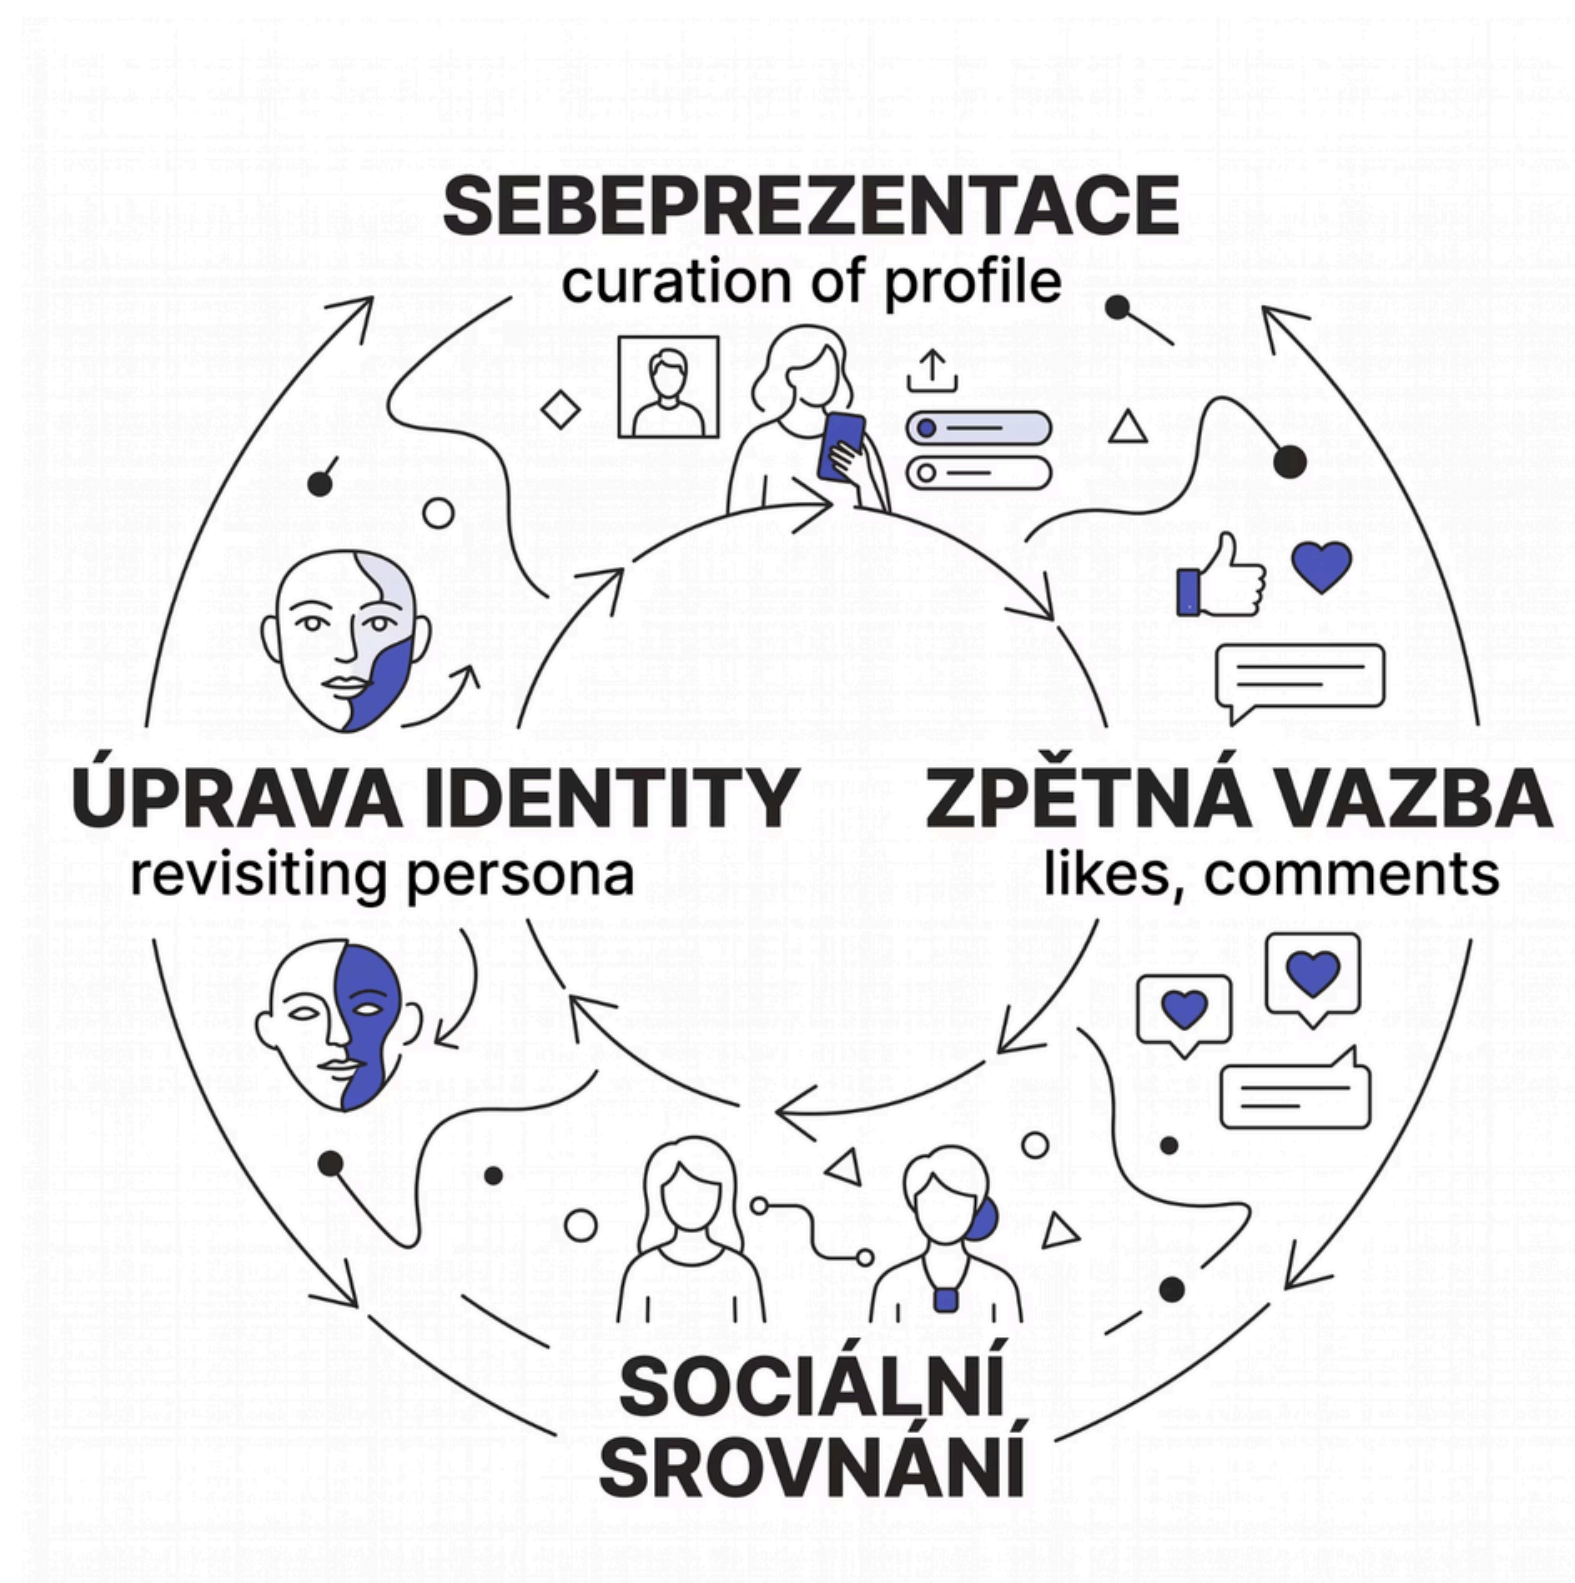 SEBEPREZENTACE
curation of profile
ÚPRAVA IDENTITY
revisiting persona
ZPĚTNÁ VAZBA
likes, comments
SOCIÁLNÍ
SROVNÁNÍ